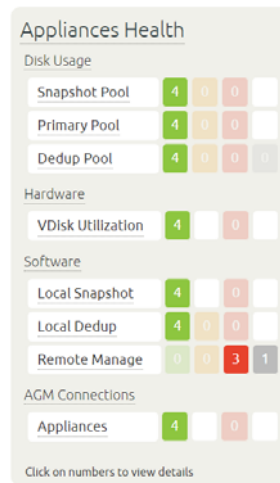 Appliances Health
Disk Usage
Snapshot Pool 4 0 0
Primary Pool 4 0 0
Dedup Pool 4 0 0 0
Hardware
VDisk Utilization 4 0
Software
Local Snapshot 4 0
Local Dedup 4 0 0
Remote Manage 0 0 3 1
AGM Connections
Appliances 4 0
Click on numbers to view details